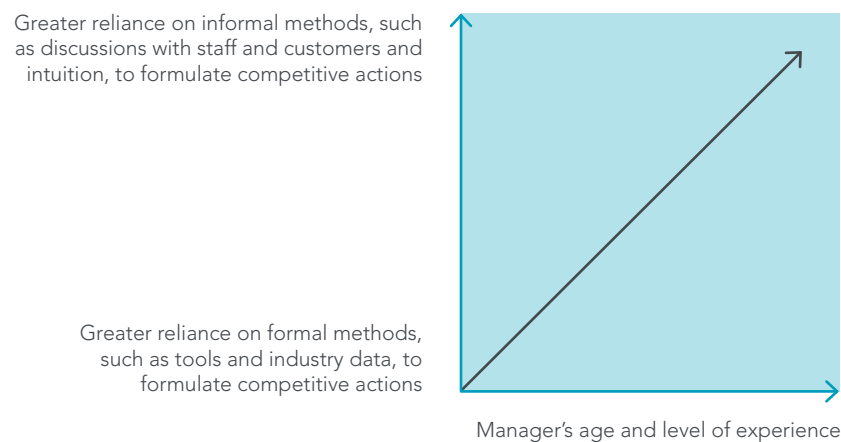 Greater reliance on informal methods, such
as discussions with staff and customers and
intuition, to formulate competitive actions
Greater reliance on formal methods,
such as tools and industry data, to
formulate competitive actions
Manager's age and level of experience